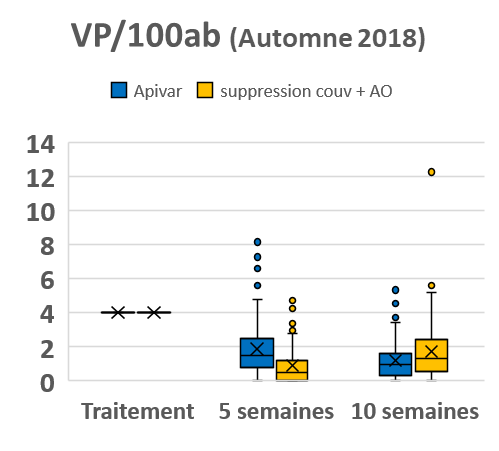 VP/100ab (Automne 2018)
Apivar suppression couv + AO
14
12
10
8
6
4
2
0
Traitement 5 semaines 10 semaines